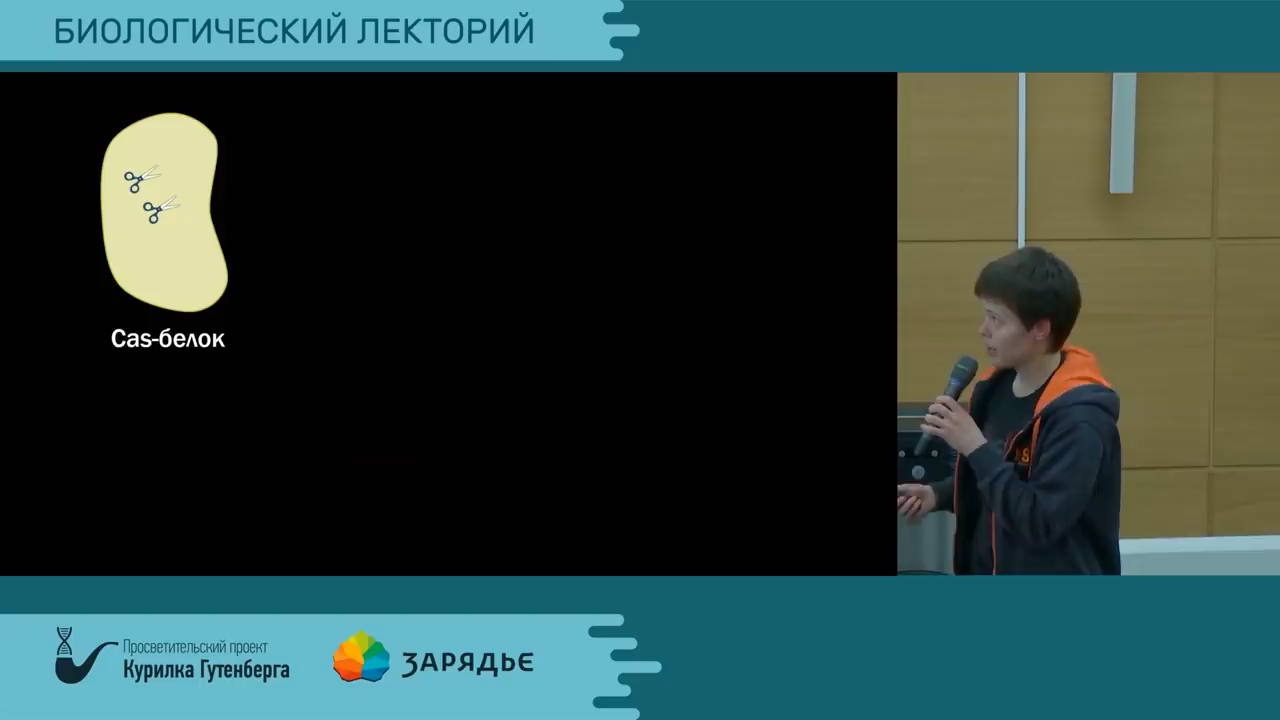 БИОЛОГИЧЕСКИЙ ЛЕКТОРИЙ
Cas-белок
Просветительский проект
Курилка Гутенберга
ЗАРЯДЬЕ